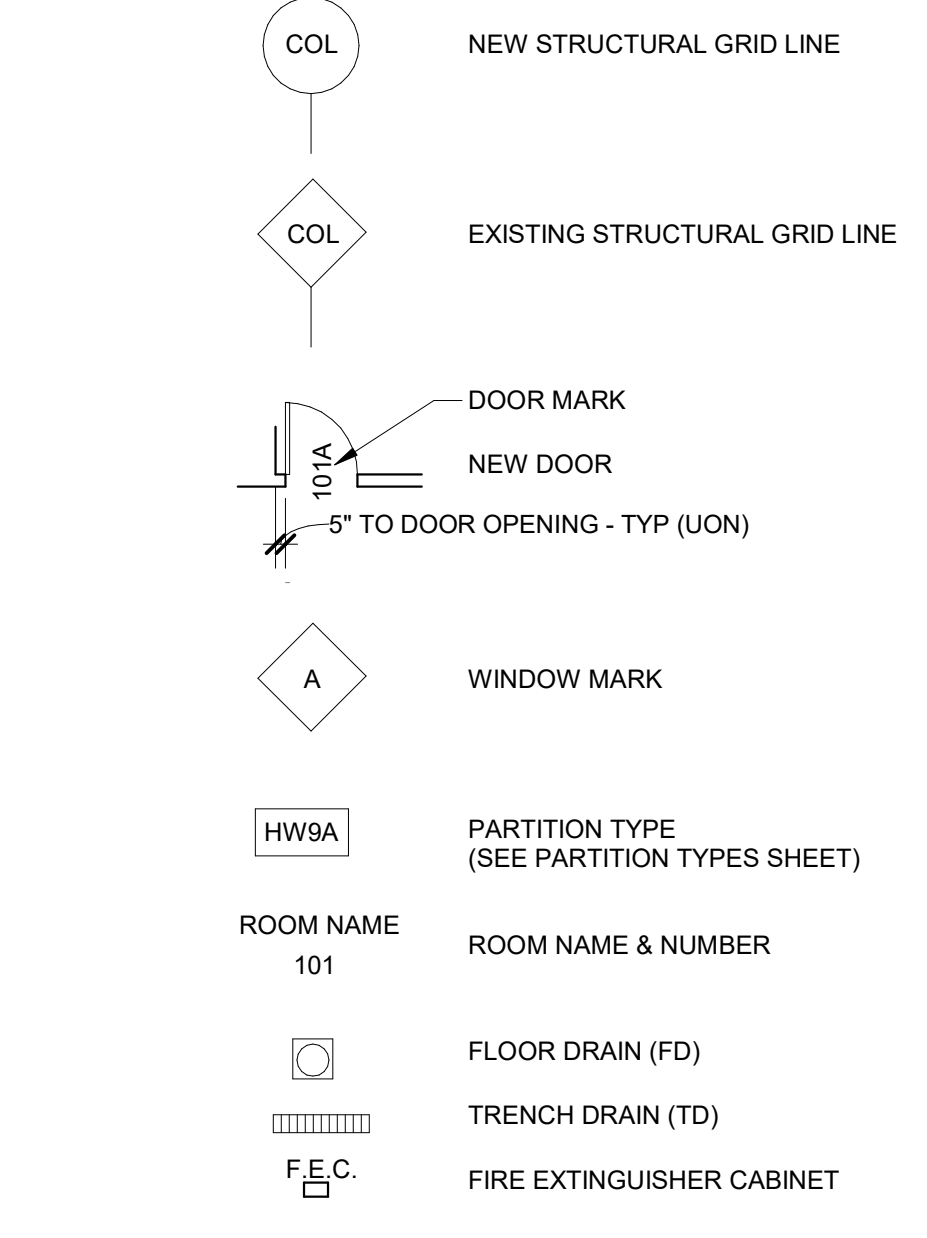 COL
NEW STRUCTURAL GRID LINE
COL
EXISTING STRUCTURAL GRID LINE
DOOR MARK
101A
NEW DOOR
5" TO DOOR OPENING - TYP (UON)
A
WINDOW MARK
HW9A
PARTITION TYPE
(SEE PARTITION TYPES SHEET)
ROOM NAME
101
ROOM NAME & NUMBER
FLOOR DRAIN (FD)
TRENCH DRAIN (TD)
F.E.C.
FIRE EXTINGUISHER CABINET